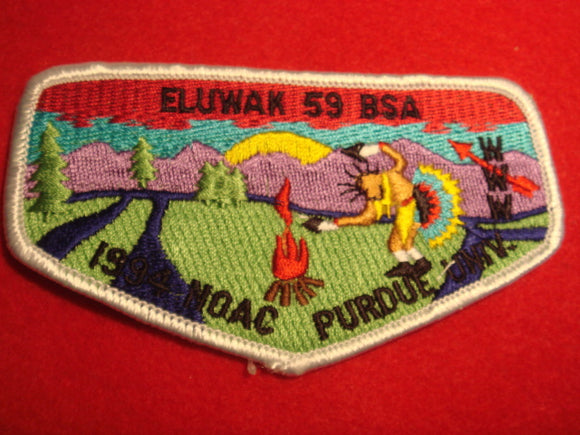 ELUWAK 59 BSA
WWW
1994 NOAC PURDUE UNIV.